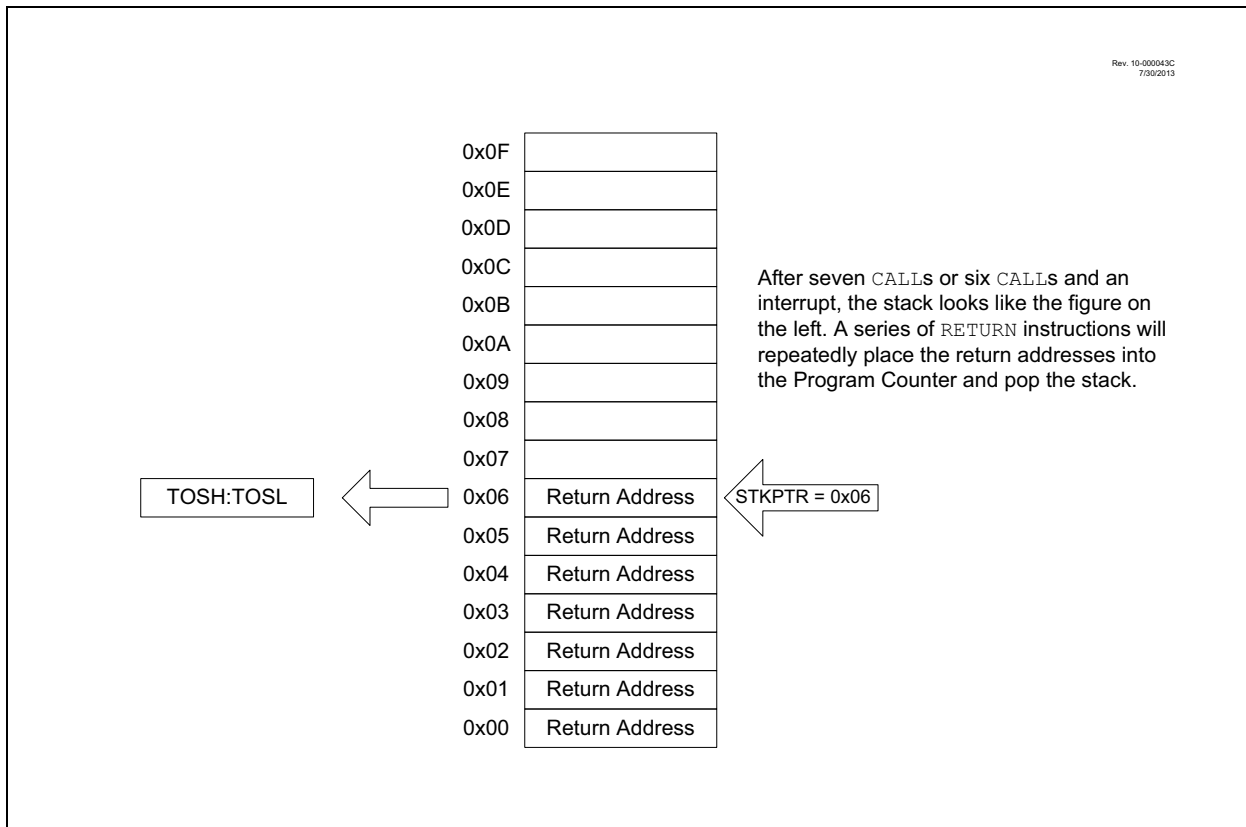 Rev. 10-000043C
7/30/2013
0x0F
0x0E
0x0D
0x0C
0x0B
0x0A
0x09
0x08
0x07
0x06 Return Address
0x05 Return Address
0x04 Return Address
0x03 Return Address
0x02 Return Address
0x01 Return Address
0x00 Return Address
TOSH:TOSL
STKPTR = 0x06
After seven CALLs or six CALLs and an
interrupt, the stack looks like the figure on
the left. A series of RETURN instructions will
repeatedly place the return addresses into
the Program Counter and pop the stack.